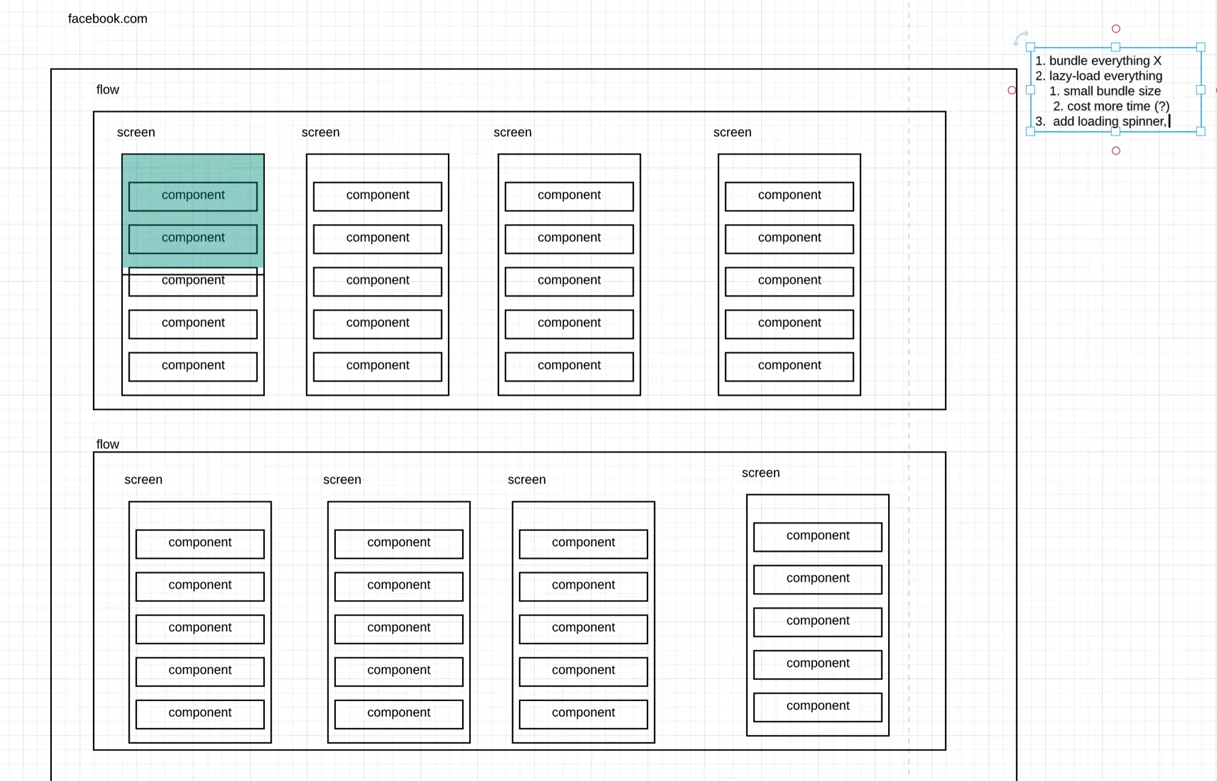 facebook.com
1. bundle everything X
2. lazy-load everything
1. small bundle size
2. cost more time (?)
3. add loading spinner,
flow
screen screen screen screen
component component component component
component component component component
component component component component
component component component component
component component component component
flow
screen screen screen screen
component component component component
component component component component
component component component component
component component component component
component component component component